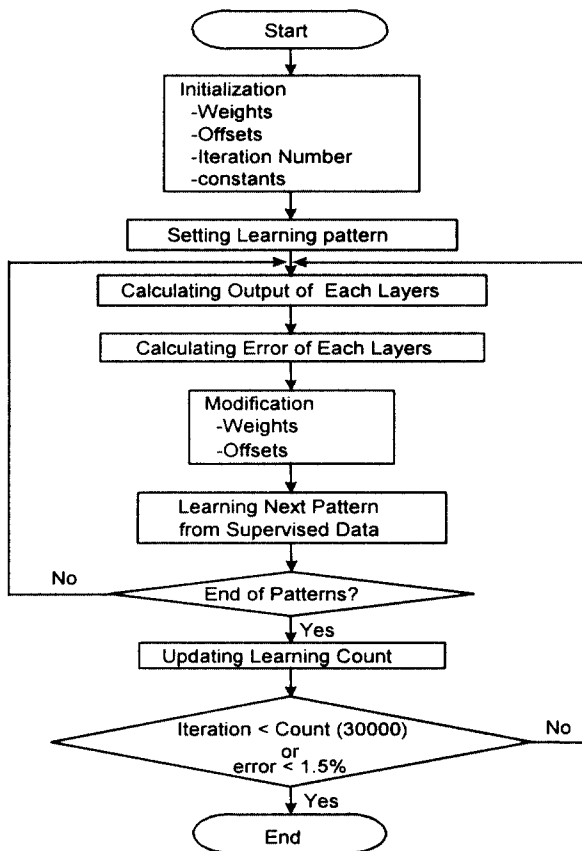 Start
Initialization
-Weights
-Offsets
-Iteration Number
-constants
Setting Learning pattern
Calculating Output of Each Layers
Calculating Error of Each Layers
Modification
-Weights
-Offsets
Learning Next Pattern
from Supervised Data
No
End of Patterns?
Yes
Updating Learning Count
Iteration < Count (30000)
or
error < 1.5%
No
Yes
End